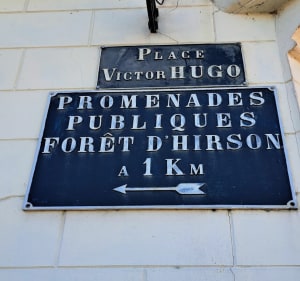 PLACE
VICTOR HUGO
PROMENADES
PUBLIQUES
FORÊT D'HIRSON
A 1 KM